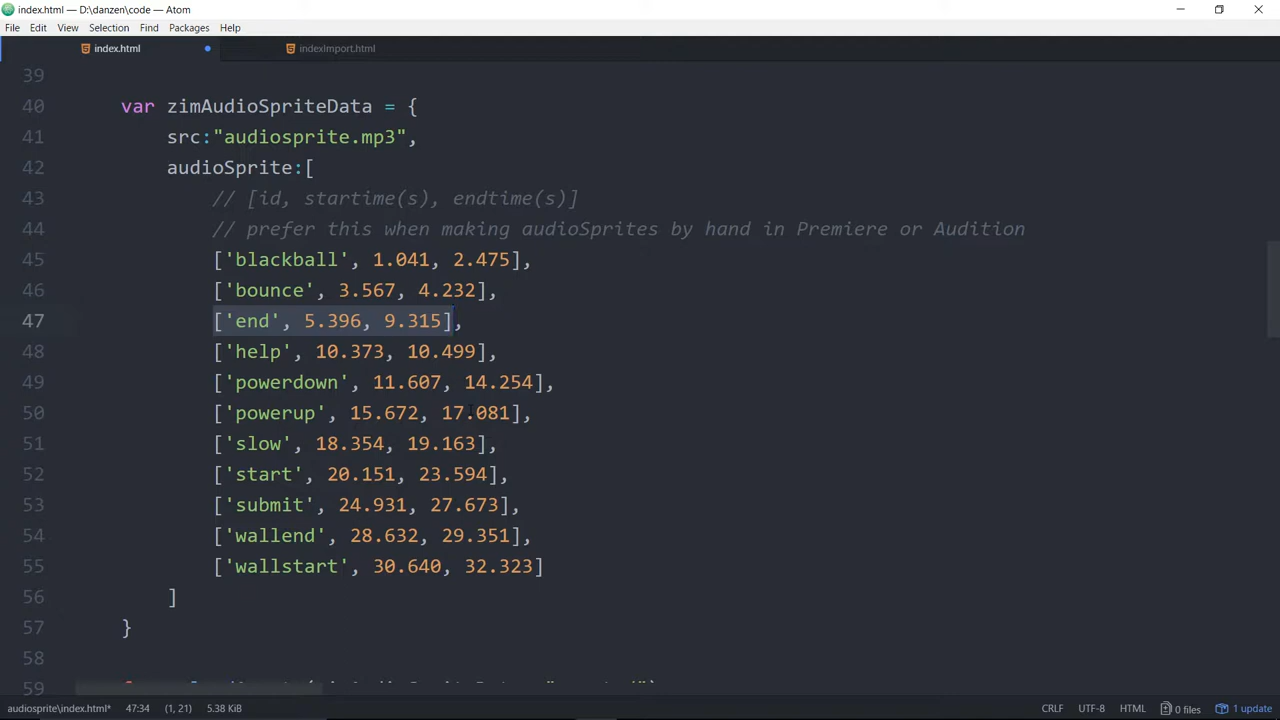 index.html — D:\danzen\code — Atom
File Edit View Selection Find Packages Help
index.html indexImport.html
39
40 var zimAudioSpriteData = {
41 src:"audiosprite.mp3",
42 audioSprite:[
43 // [id, startime(s), endtime(s)]
44 // prefer this when making audioSprites by hand in Premiere or Audition
45 ['blackball', 1.041, 2.475],
46 ['bounce', 3.567, 4.232],
47 ['end', 5.396, 9.315],
48 ['help', 10.373, 10.499],
49 ['powerdown', 11.607, 14.254],
50 ['powerup', 15.672, 17.081],
51 ['slow', 18.354, 19.163],
52 ['start', 20.151, 23.594],
53 ['submit', 24.931, 27.673],
54 ['wallend', 28.632, 29.351],
55 ['wallstart', 30.640, 32.323]
56 ]
57 }
58
59
audiosprite\index.html* 47:34 (1, 21) 5.38 KiB CRLF UTF-8 HTML 0 files 1 update